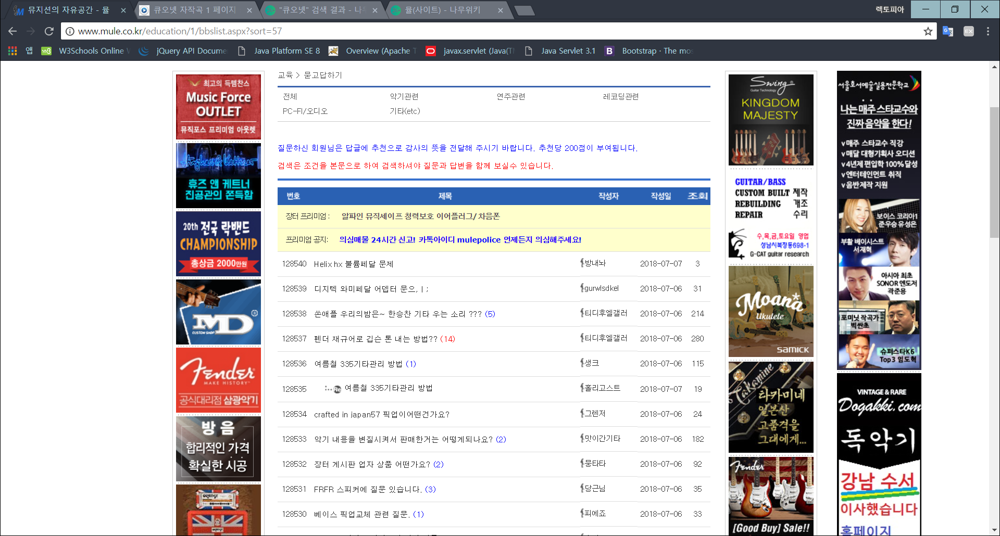 뮤지션의 자유공간 - 뮬
큐오넷 자작곡 1 페이지
"큐오넷" 검색 결과 - 나무
뮬(사이트) - 나무위키
렉토피아
www.mule.co.kr/education/1/bbslist.aspx?sort=57
앱
W3Schools Online
jQuery API Docume
Java Platform SE 8
Overview (Apache T
javax.servlet (Java(T
Java Servlet 3.1
Bootstrap · The mos
교육 > 묻고답하기
전체 악기관련 연주관련 레코딩관련
PC-FI/오디오 기타(etc)
질문하신 회원님은 답글에 추천으로 감사의 뜻을 전달해 주시기 바랍니다. 추천당 200점이 부여됩니다.
검색은 조건을 본문으로 하여 검색하셔야 질문과 답변을 함께 보실수 있습니다.
번호 제목 작성자 작성일 조회
장터 프리미엄 : 알파인 뮤직세이프 청력보호 이어플러그/ 차음폰
프리미엄 공지: 의심매물 24시간 신고! 카톡아이디 mulepolice 언제든지 의심해주세요!
128540 Helix hx 볼륨페달 문제 방내놔 2018-07-07 3
128539 디지텍 와미페달 어뎁터 문으,ㅣ; gurwlsdkel 2018-07-06 31
128538 쏜애플 우리의밤은~ 한승찬 기타 우는 소리 ??? (5) 티디후엘갤러 2018-07-06 214
128537 펜더 재규어로 깁슨 톤 내는 방법?? (14) 티디후엘갤러 2018-07-06 280
128536 여름철 335기타관리 방법 (1) 생크 2018-07-06 115
128535 Re 여름철 335기타관리 방법 홀리고스트 2018-07-07 19
128534 crafted in japan57 픽업이어떤건가요? 그렌저 2018-07-06 24
128533 악기 내용을 변질시켜서 판매한거는 어떻게되나요? (2) 맛이간기타 2018-07-06 182
128532 장터 게시판 업자 상품 어떤가요? (2) 뭉타타 2018-07-06 92
128531 FRFR 스피커에 질문 있습니다. (3) 당근님 2018-07-06 35
128530 베이스 픽업교체 관련 질문. (1) 피에죠 2018-07-06 33
최고의 득템찬스
Music Force
OUTLET
뮤직포스 프리미엄 아웃렛
Hughes & Kettner
휴즈 앤 케트너
진공관의 쫀득함
20th 전국 락밴드
CHAMPIONSHIP
총상금 2000만원
MD®
CUSTOM SHOP
Fender
MAKE HISTORY™
공식대리점 삼광악기
방음
합리적인 가격
확실한 시공
ORANGE
Swing®
Guitar Technology
KINGDOM
MAJESTY
GUITAR/BASS
CUSTOM BUILT 제작
REBUILDING 개조
REPAIR 수리
수,목,금,토요일 영업
성남시복정동698-1
G-CAT guitar research
Moana
Ukulele
SAMICK
Takamine
타카미네
일본산
고품격을
그대에게...
Fender
[Good Buy] Sale!!
서울호서예술실용전문학교
나는 매주 스타교수와
진짜 음악을 한다!
v매주 스타교수 직강
v매달 대형기획사 오디션
v4년제 편입학 100% 달성
v엔터테인먼트 취직
v음반제작 지원
보이스 코리아1
준우승 유성은
부활 베이시스트
서재혁
아시아 최초
SONOR 엔도저
곽준용
포미닛 작곡가
빅싼초
슈퍼스타K6
Top3 임도혁
VINTAGE & RARE
Dogakki.com
독악기
강남 수서
이사했습니다
홈페이지